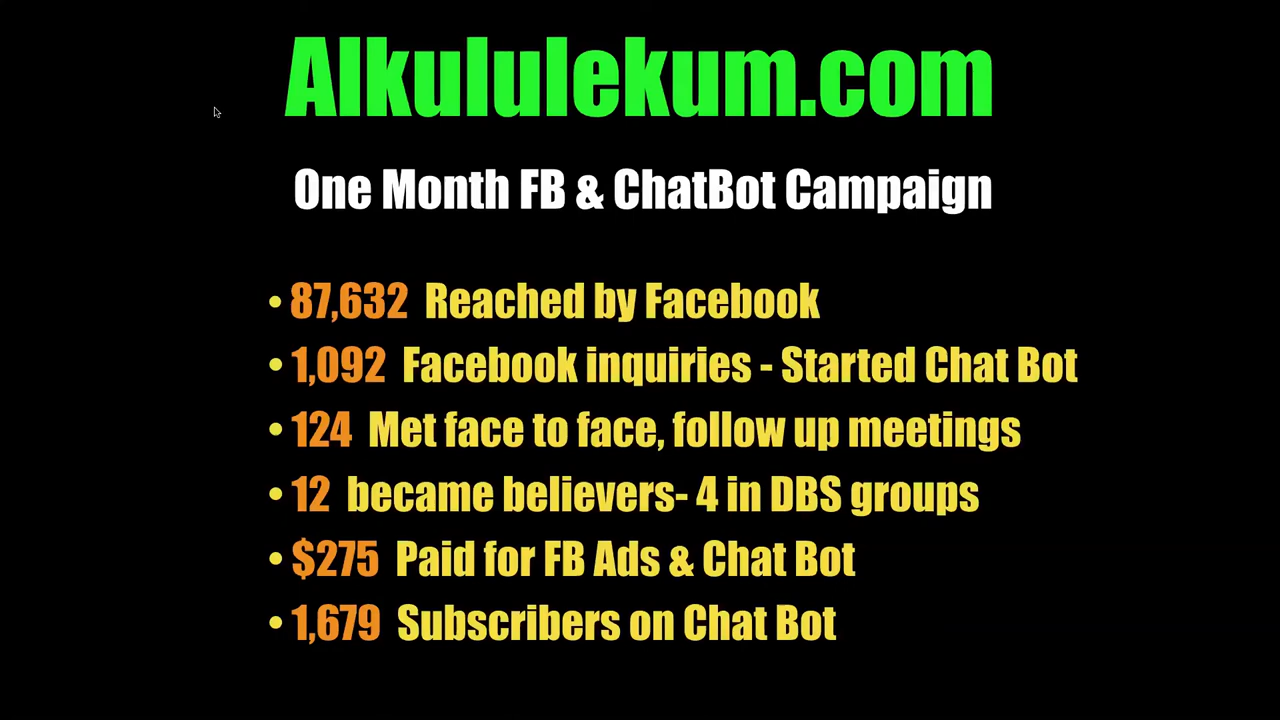 Alkululekum.com
One Month FB & ChatBot Campaign
• 87,632 Reached by Facebook
• 1,092 Facebook inquiries - Started Chat Bot
• 124 Met face to face, follow up meetings
• 12 became believers- 4 in DBS groups
• $275 Paid for FB Ads & Chat Bot
• 1,679 Subscribers on Chat Bot